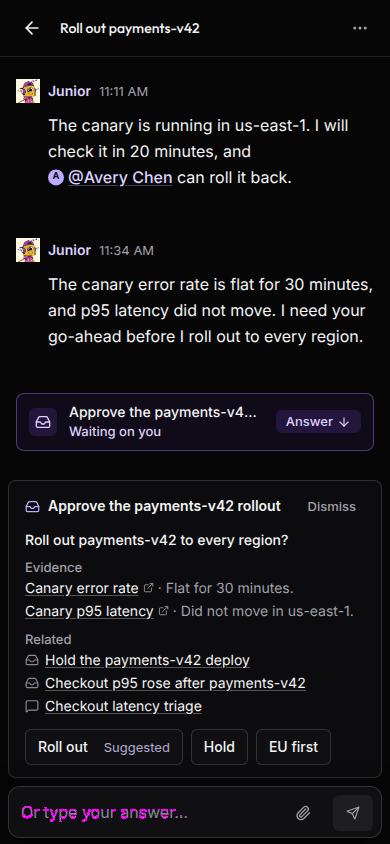 Roll out payments-v42
Junior 11:11 AM
The canary is running in us-east-1. I will
check it in 20 minutes, and
A @Avery Chen can roll it back.
Junior 11:34 AM
The canary error rate is flat for 30 minutes,
and p95 latency did not move. I need your
go-ahead before I roll out to every region.
Approve the payments-v4...
Waiting on you
Answer ↓
Approve the payments-v42 rollout Dismiss
Roll out payments-v42 to every region?
Evidence
Canary error rate · Flat for 30 minutes.
Canary p95 latency · Did not move in us-east-1.
Related
Hold the payments-v42 deploy
Checkout p95 rose after payments-v42
Checkout latency triage
Roll out Suggested Hold EU first
Or type your answer...